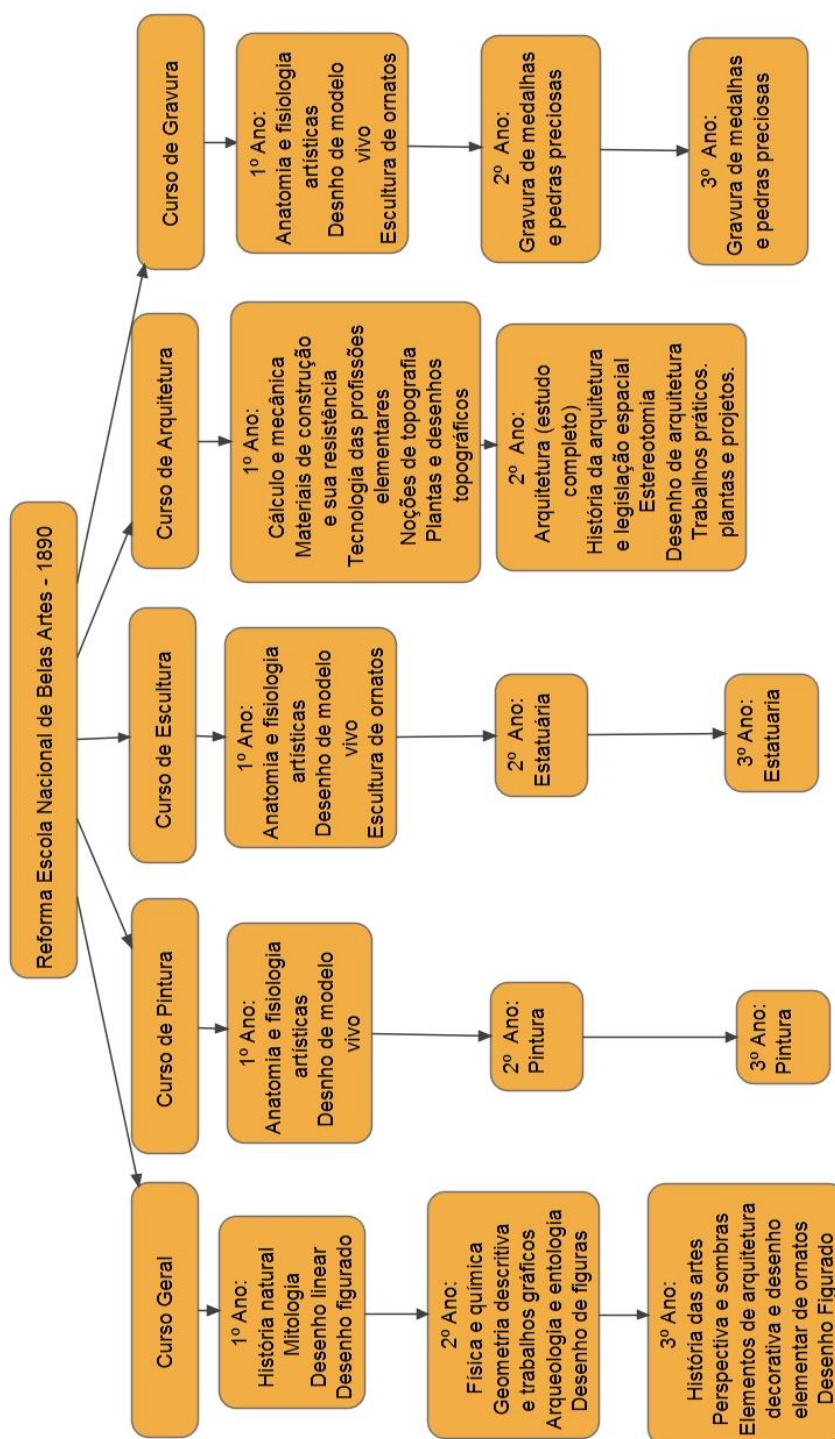 Reforma Escola Nacional de Belas Artes - 1890
Curso Geral
1º Ano:
História natural
Mitologia
Desenho linear
Desenho figurado
2º Ano:
Física e química
Geometria descritiva
e trabalhos gráficos
Arqueologia e entologia
Desenho de figuras
3º Ano:
História das artes
Perspectiva e sombras
Elementos de arquitetura
decorativa e desenho
elementar de ornatos
Desenho Figurado
Curso de Pintura
1º Ano:
Anatomia e fisiologia
artísticas
Desnho de modelo
vivo
2º Ano:
Pintura
3º Ano:
Pintura
Curso de Escultura
1º Ano:
Anatomia e fisiologia
artísticas
Desenho de modelo
vivo
Escultura de ornatos
2º Ano:
Estatuária
3º Ano:
Estatuaria
Curso de Arquitetura
1º Ano:
Cálculo e mecânica
Materiais de construção
e sua resistência
Tecnologia das profissões
elementares
Noções de topografia
Plantas e desenhos
topográficos
2º Ano:
Arquitetura (estudo
completo)
História da arquitetura
e legislação espacial
Estereotomia
Desenho de arquitetura
Trabalhos práticos.
plantas e projetos.
Curso de Gravura
1º Ano:
Anatomia e fisiologia
artísticas
Desnho de modelo
vivo
Escultura de ornatos
2º Ano:
Gravura de medalhas
e pedras preciosas
3º Ano:
Gravura de medalhas
e pedras preciosas